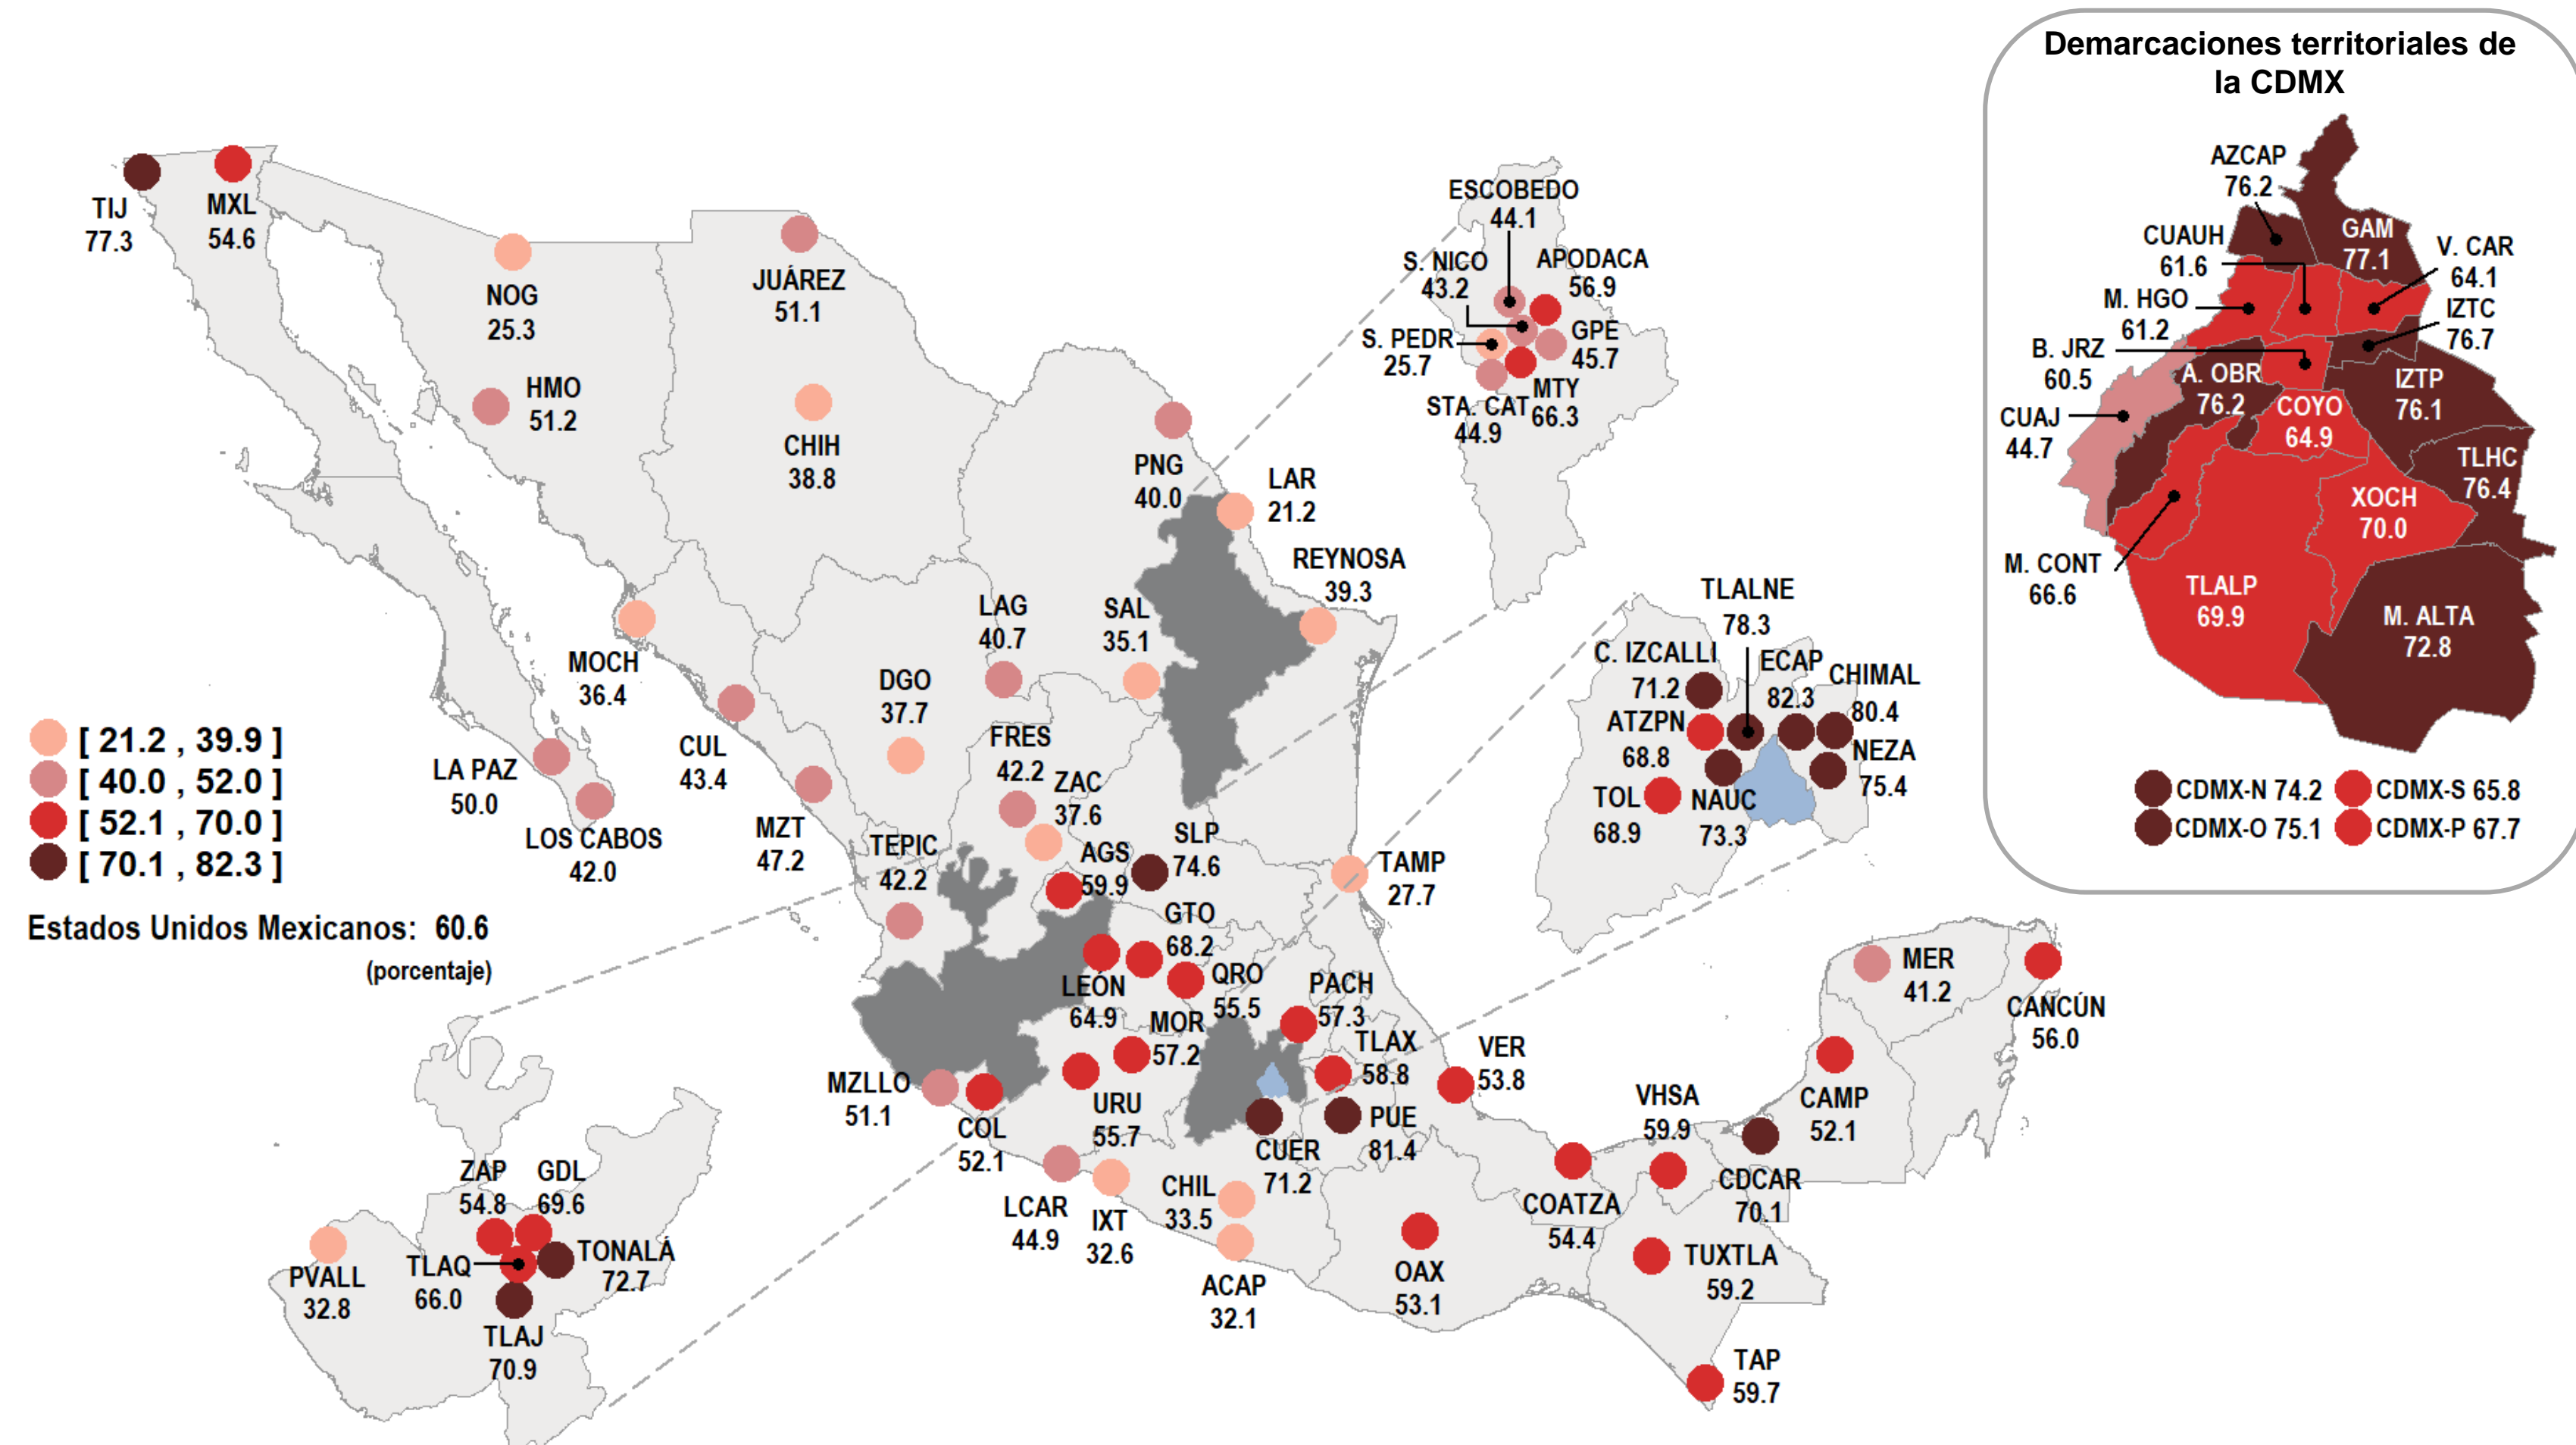 Demarcaciones territoriales de
la CDMX
AZCAP
76.2
GAM
77.1
CUAUH
61.6
V. CAR
64.1
M. HGO
61.2
IZTC
76.7
B. JRZ
60.5
A. OBR
76.2
IZTP
76.1
CUAJ
44.7
COYO
64.9
TLHC
76.4
XOCH
70.0
M. CONT
66.6
TLALP
69.9
M. ALTA
72.8
CDMX-N 74.2
CDMX-S 65.8
CDMX-O 75.1
CDMX-P 67.7
TIJ
77.3
MXL
54.6
NOG
25.3
JUÁREZ
51.1
HMO
51.2
CHIH
38.8
PNG
40.0
LAR
21.2
REYNOSA
39.3
ESCOBEDO
44.1
S. NICO
43.2
APODACA
56.9
S. PEDR
25.7
GPE
45.7
STA. CAT
44.9
MTY
66.3
MOCH
36.4
LAG
40.7
SAL
35.1
DGO
37.7
CUL
43.4
LA PAZ
50.0
LOS CABOS
42.0
MZT
47.2
FRES
42.2
ZAC
37.6
TEPIC
42.2
AGS
59.9
SLP
74.6
TAMP
27.7
TLALNE
78.3
C. IZCALLI
71.2
ECAP
82.3
CHIMAL
80.4
ATZPN
68.8
NEZA
75.4
TOL
68.9
NAUC
73.3
[ 21.2 , 39.9 ]
[ 40.0 , 52.0 ]
[ 52.1 , 70.0 ]
[ 70.1 , 82.3 ]
Estados Unidos Mexicanos: 60.6
(porcentaje)
GTO
68.2
LEÓN
64.9
QRO
55.5
PACH
57.3
MOR
57.2
TLAX
58.8
VER
53.8
MZLLO
51.1
COL
52.1
URU
55.7
CUER
71.2
PUE
81.4
LCAR
44.9
IXT
32.6
CHIL
33.5
ACAP
32.1
OAX
53.1
COATZA
54.4
VHSA
59.9
CDCAR
70.1
CAMP
52.1
MER
41.2
CANCÚN
56.0
TUXTLA
59.2
TAP
59.7
ZAP
54.8
GDL
69.6
PVALL
32.8
TLAQ
66.0
TONALÁ
72.7
TLAJ
70.9